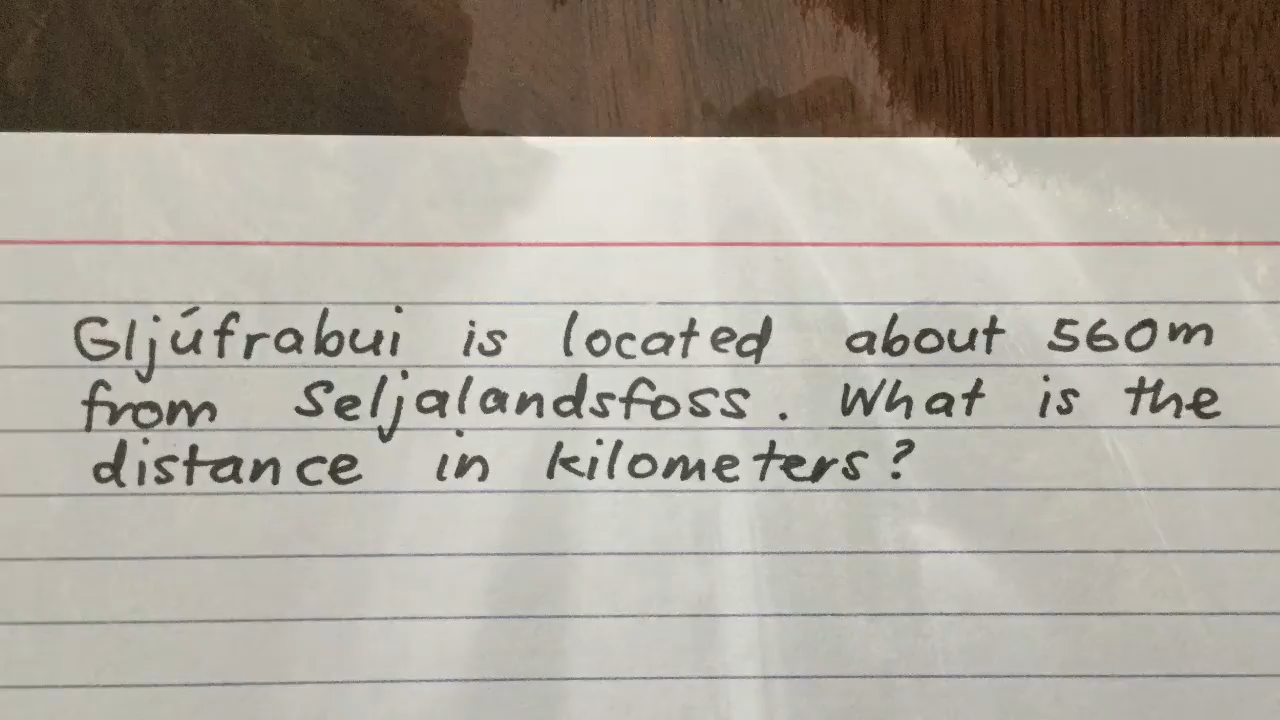 Gljúfrabui is located about 560m
from Seljalandsfoss. What is the
distance in kilometers?